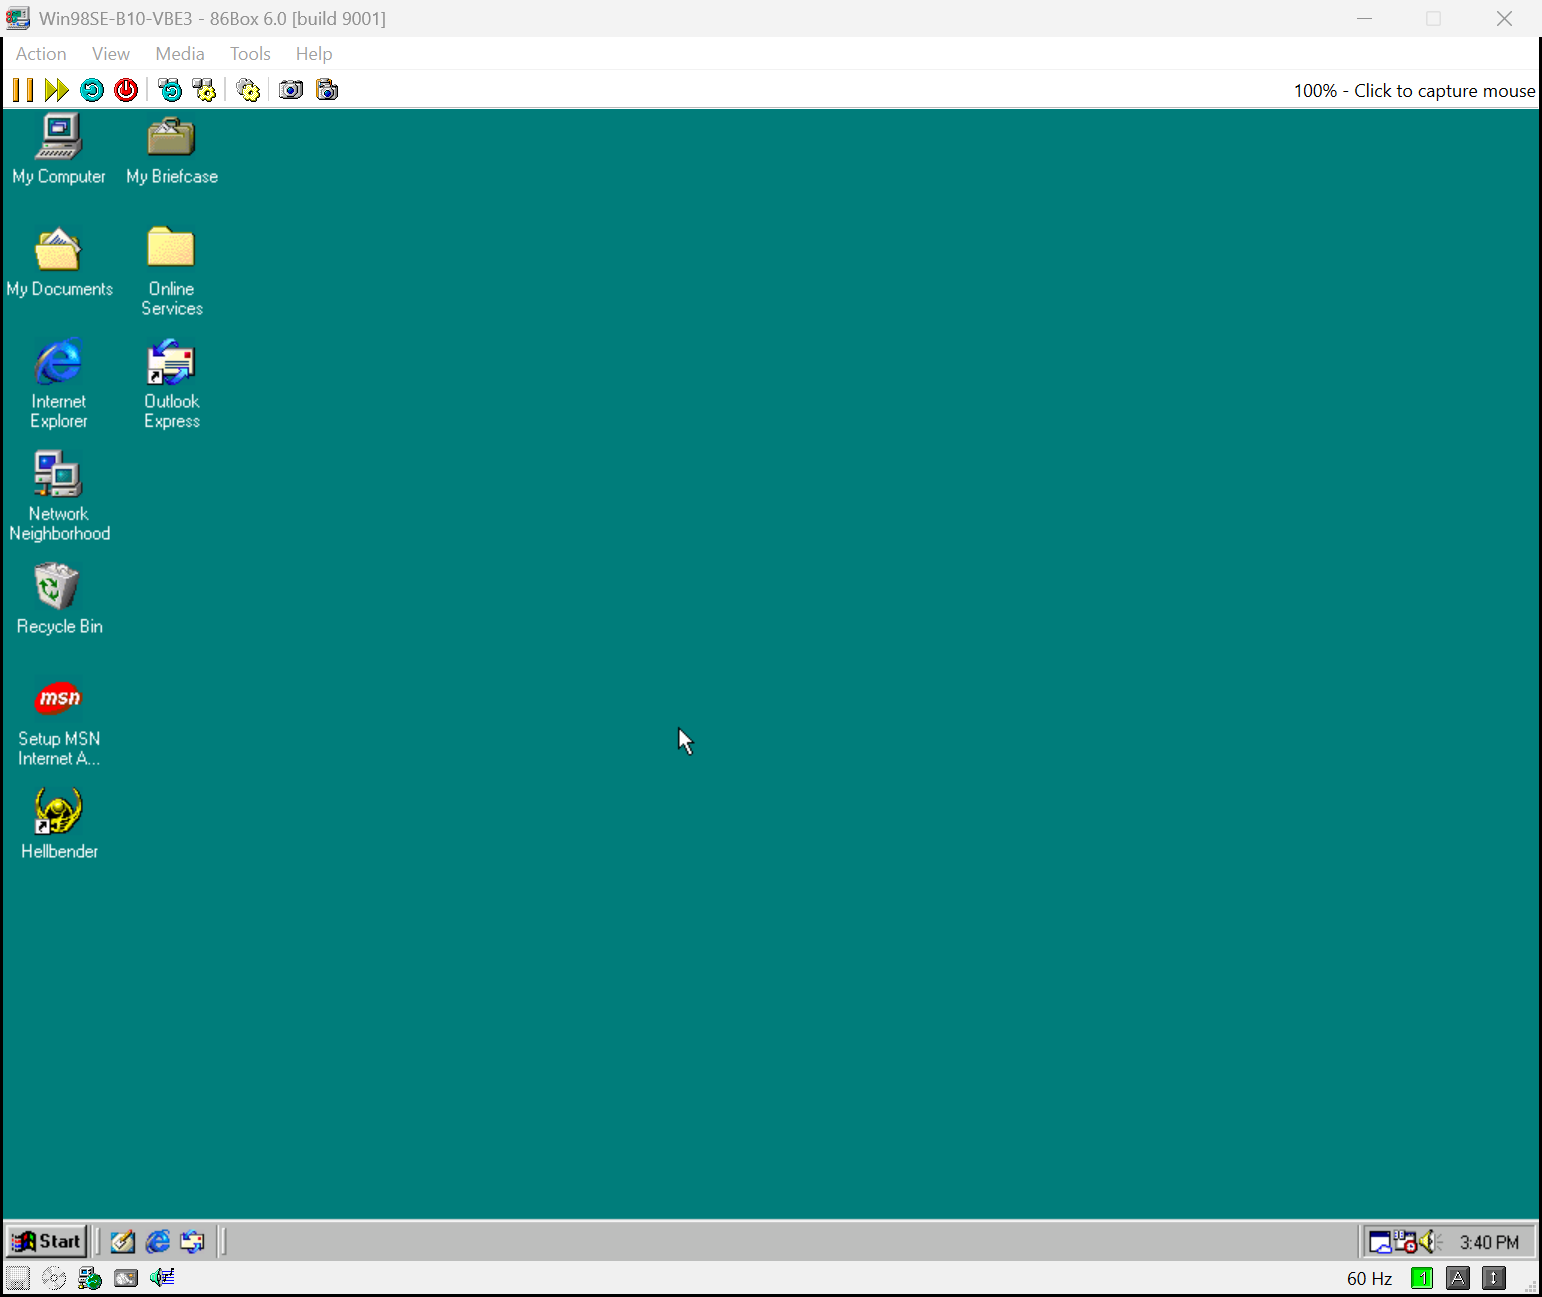 Win98SE-B10-VBE3 - 86Box 6.0 [build 9001]
Action View Media Tools Help
100% - Click to capture mouse
My Computer
My Briefcase
My Documents
Online
Services
Internet
Explorer
Outlook
Express
Network
Neighborhood
Recycle Bin
msn
Setup MSN
Internet A...
Hellbender
Start
3:40 PM
60 Hz
1
A